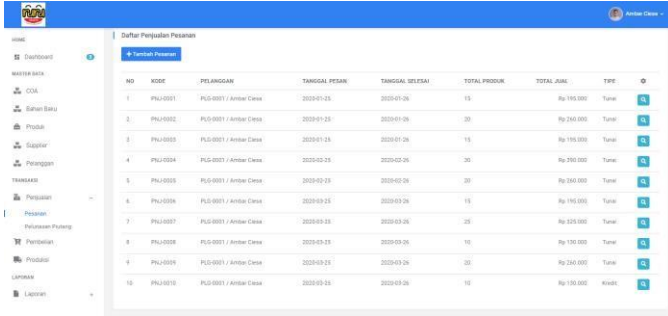 Ambar Ciesa
HOME
Dashboard
MASTER DATA
COA
Bahan Baku
Produk
Supplier
Pelanggan
TRANSAKSI
Penjualan
Pesanan
Pelunasan Piutang
Pembelian
Produksi
LAPORAN
Laporan
Daftar Penjualan Pesanan
+ Tambah Pesanan
NO KODE PELANGGAN TANGGAL PESAN TANGGAL SELESAI TOTAL PRODUK TOTAL JUAL TIPE
1 PNJ-0001 PLG-0001 / Ambar Ciesa 2020-01-25 2020-01-26 15 Rp 195.000 Tunai
2 PNJ-0002 PLG-0001 / Ambar Ciesa 2020-01-25 2020-01-26 20 Rp 260.000 Tunai
3 PNJ-0003 PLG-0001 / Ambar Ciesa 2020-01-25 2020-01-26 15 Rp 195.000 Tunai
4 PNJ-0004 PLG-0001 / Ambar Ciesa 2020-02-25 2020-02-26 30 Rp 390.000 Tunai
5 PNJ-0005 PLG-0001 / Ambar Ciesa 2020-02-25 2020-02-26 20 Rp 260.000 Tunai
6 PNJ-0006 PLG-0001 / Ambar Ciesa 2020-03-25 2020-03-26 15 Rp 195.000 Tunai
7 PNJ-0007 PLG-0001 / Ambar Ciesa 2020-03-25 2020-03-26 25 Rp 325.000 Tunai
8 PNJ-0008 PLG-0001 / Ambar Ciesa 2020-03-25 2020-03-26 10 Rp 130.000 Tunai
9 PNJ-0009 PLG-0001 / Ambar Ciesa 2020-03-25 2020-03-26 20 Rp 260.000 Tunai
10 PNJ-0010 PLG-0001 / Ambar Ciesa 2020-03-25 2020-03-26 10 Rp 130.000 Kredit